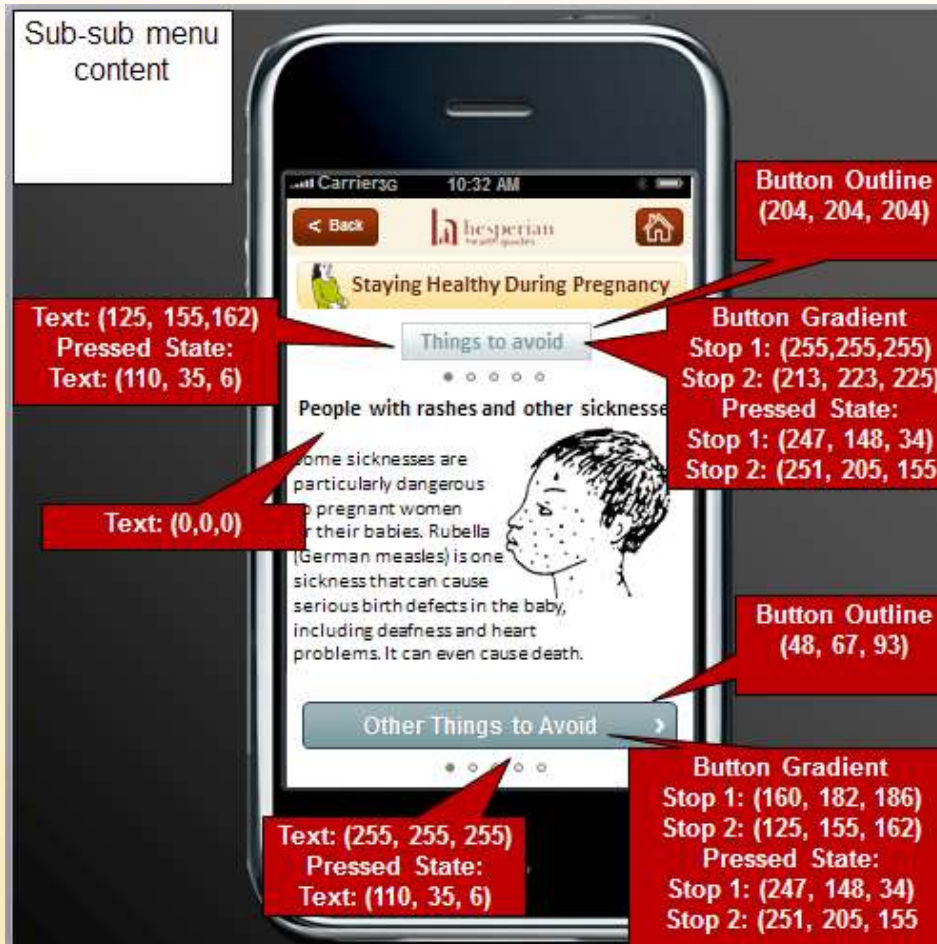 Sub-sub menu
content
Carrier3G 10:32 AM
< Back
hesperian
health guides
Staying Healthy During Pregnancy
Things to avoid
People with rashes and other sicknesse
ome sicknesses are
particularly dangerous
o pregnant women
r their babies. Rubella
(German measles) is one
sickness that can cause
serious birth defects in the baby,
including deafness and heart
problems. It can even cause death.
Other Things to Avoid ›
Button Outline
(204, 204, 204)
Text: (125, 155,162)
Pressed State:
Text: (110, 35, 6)
Button Gradient
Stop 1: (255,255,255)
Stop 2: (213, 223, 225)
Pressed State:
Stop 1: (247, 148, 34)
Stop 2: (251, 205, 155
Text: (0,0,0)
Button Outline
(48, 67, 93)
Text: (255, 255, 255)
Pressed State:
Text: (110, 35, 6)
Button Gradient
Stop 1: (160, 182, 186)
Stop 2: (125, 155, 162)
Pressed State:
Stop 1: (247, 148, 34)
Stop 2: (251, 205, 155